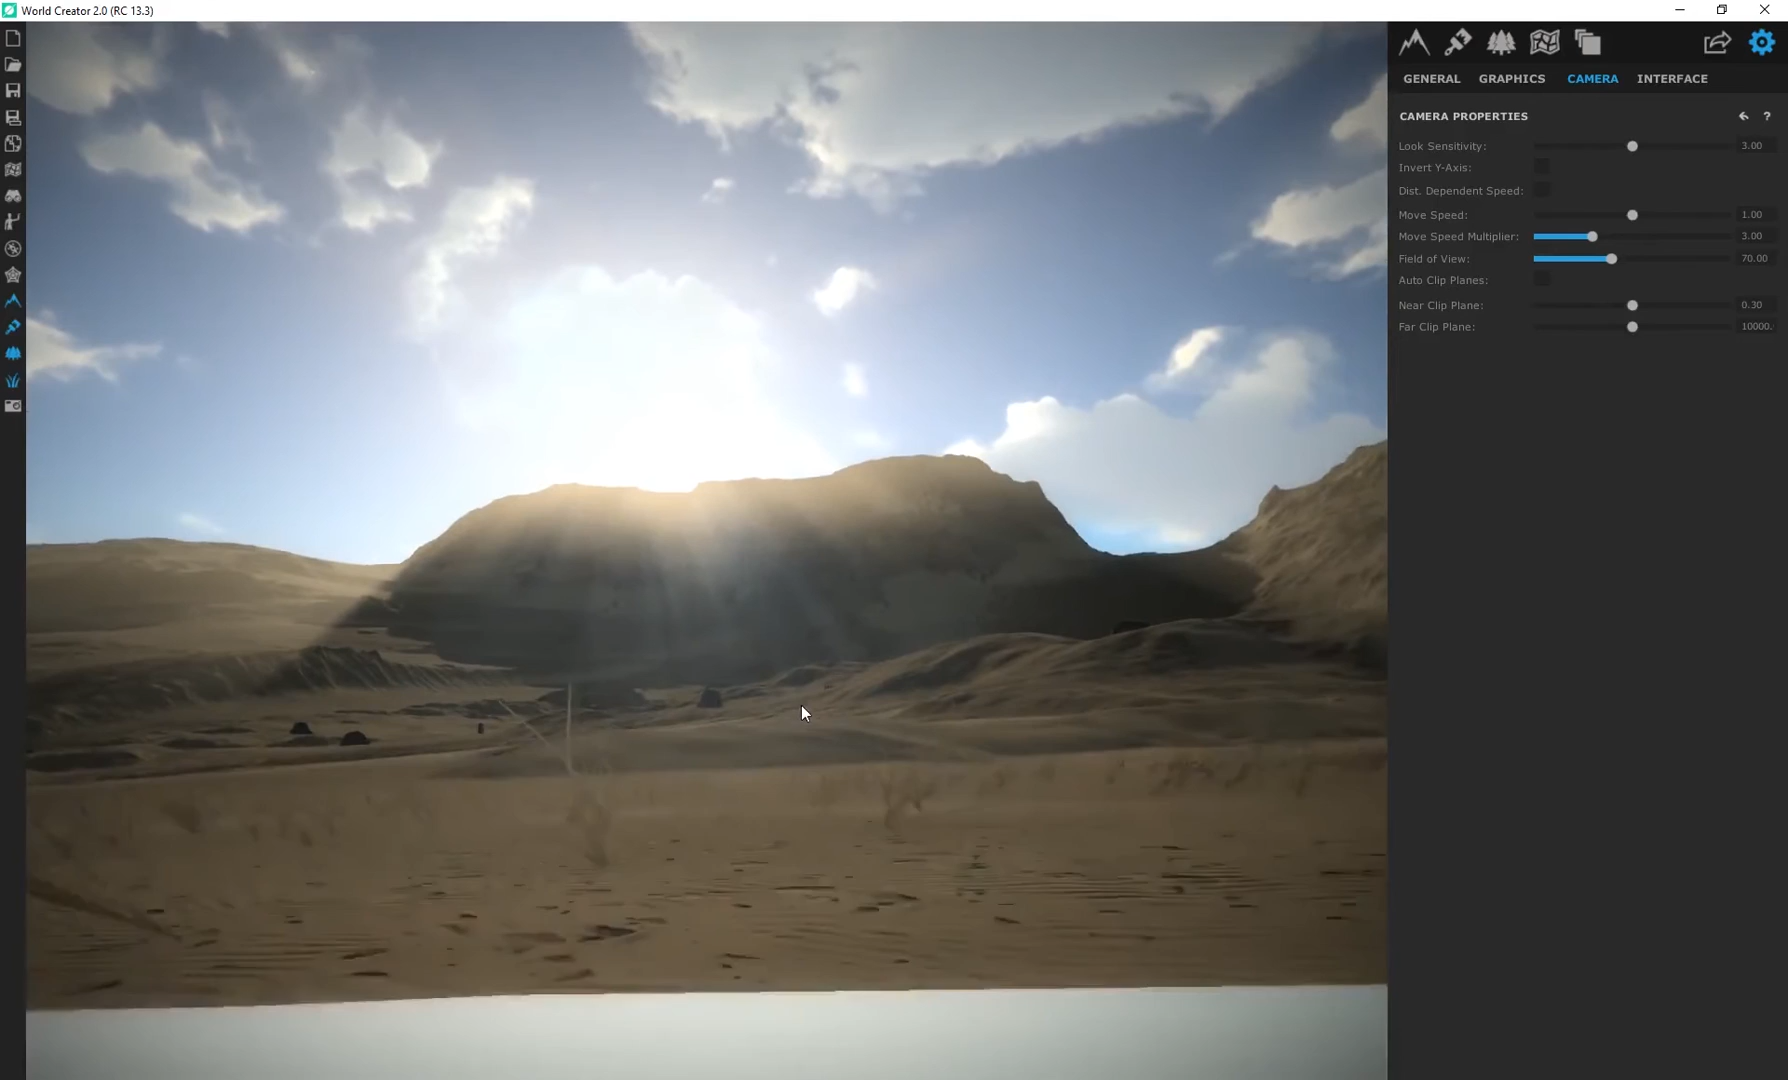 World Creator 2.0 (RC 13.3)
GENERAL GRAPHICS CAMERA INTERFACE
CAMERA PROPERTIES ?
Look Sensitivity: 3.00
Invert Y-Axis:
Dist. Dependent Speed:
Move Speed: 1.00
Move Speed Multiplier: 3.00
Field of View: 70.00
Auto Clip Planes:
Near Clip Plane: 0.30
Far Clip Plane: 10000.